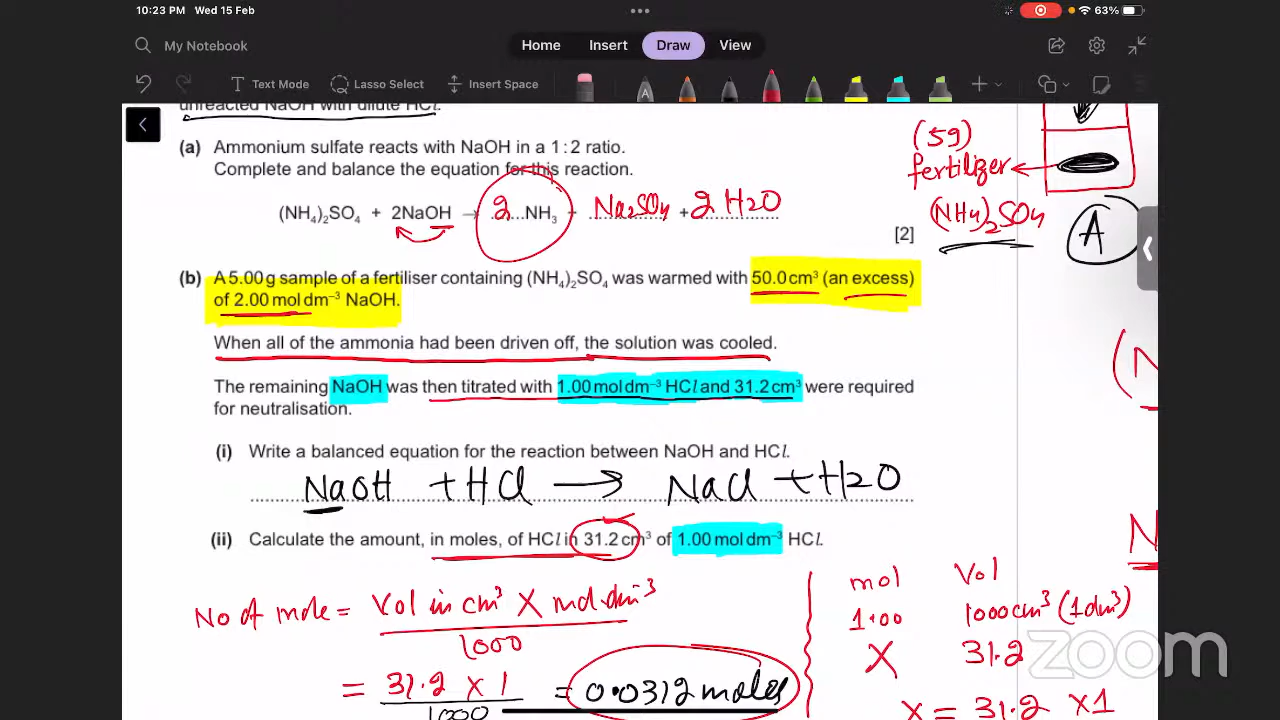 10:23 PM Wed 15 Feb
63%
My Notebook
Home Insert Draw View
Text Mode Lasso Select Insert Space
unreacted NaOH with dilute HCl.
(a) Ammonium sulfate reacts with NaOH in a 1 : 2 ratio.
Complete and balance the equation for this reaction.
(NH₄)₂SO₄ + 2NaOH → 2...NH₃ + Na₂SO₄ + 2 H₂O
[2]
(59)
fertilizer
(NH₄)₂SO₄
A
(b) A 5.00 g sample of a fertiliser containing (NH₄)₂SO₄ was warmed with 50.0 cm³ (an excess)
of 2.00 mol dm⁻³ NaOH.
When all of the ammonia had been driven off, the solution was cooled.
The remaining NaOH was then titrated with 1.00 mol dm⁻³ HCl and 31.2 cm³ were required
for neutralisation.
(i) Write a balanced equation for the reaction between NaOH and HCl.
NaOH + HCl → NaCl + H₂O
(ii) Calculate the amount, in moles, of HCl in 31.2 cm³ of 1.00 mol dm⁻³ HCl.
No of mole = Vol in cm³ X mol dm⁻³
1000
= 31.2 X 1
1000
= 0.0312 moles
mol Vol
1.00 1000cm³ (1dm³)
X 31.2
X = 31.2 X1
(N
N
zoom